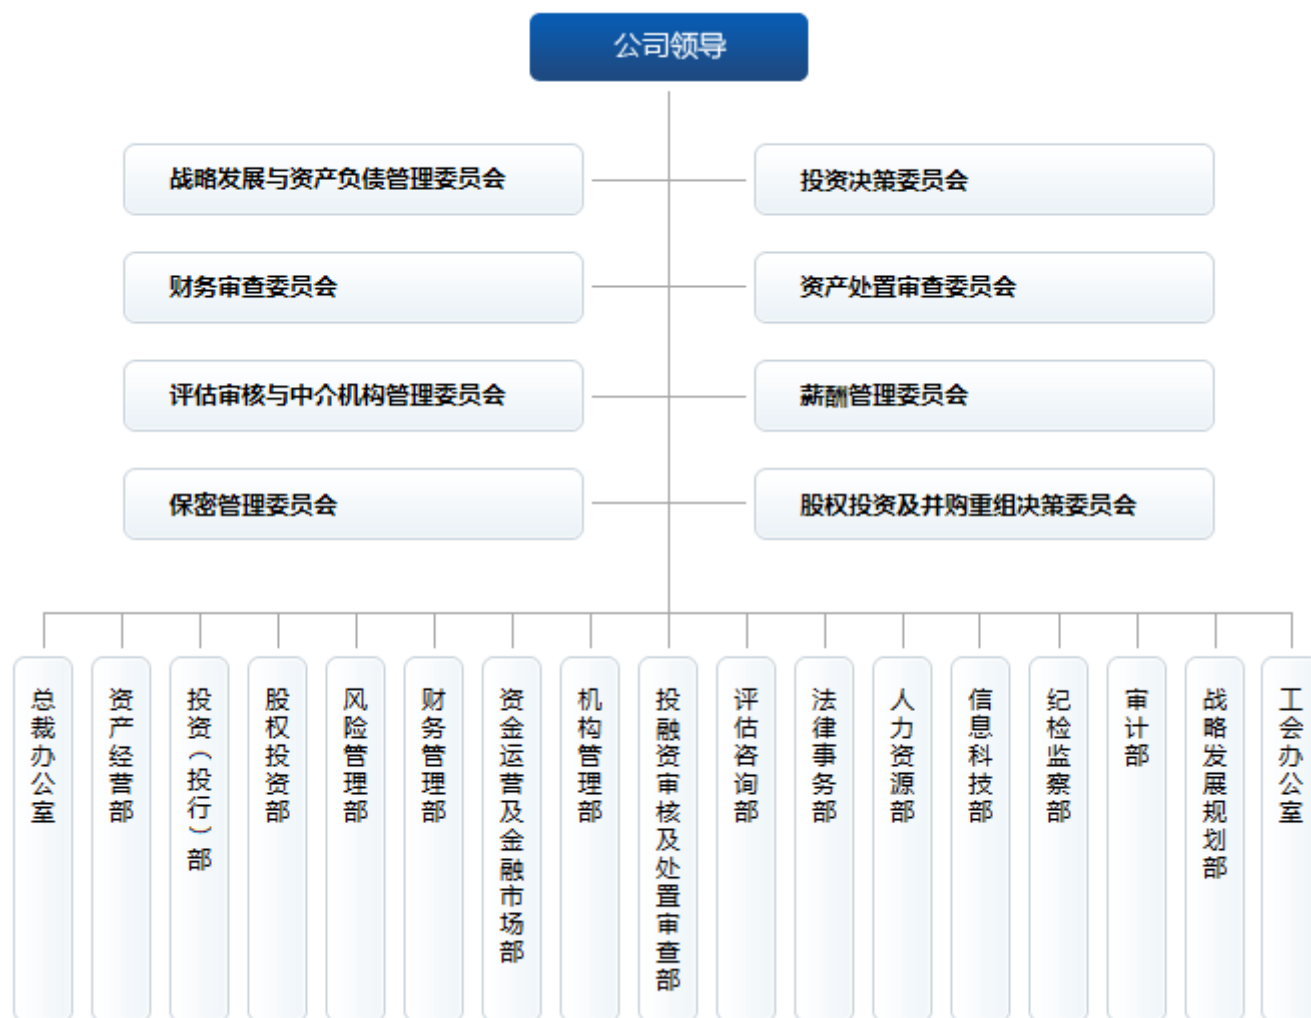 公司领导
战略发展与资产负债管理委员会
投资决策委员会
财务审查委员会
资产处置审查委员会
评估审核与中介机构管理委员会
薪酬管理委员会
保密管理委员会
股权投资及并购重组决策委员会
总裁办公室
资产经营部
投资（投行）部
股权投资部
风险管理部
财务管理部
资金运营及金融市场部
机构管理部
投融资审核及处置审查部
评估咨询部
法律事务部
人力资源部
信息科技部
纪检监察部
审计部
战略发展规划部
工会办公室